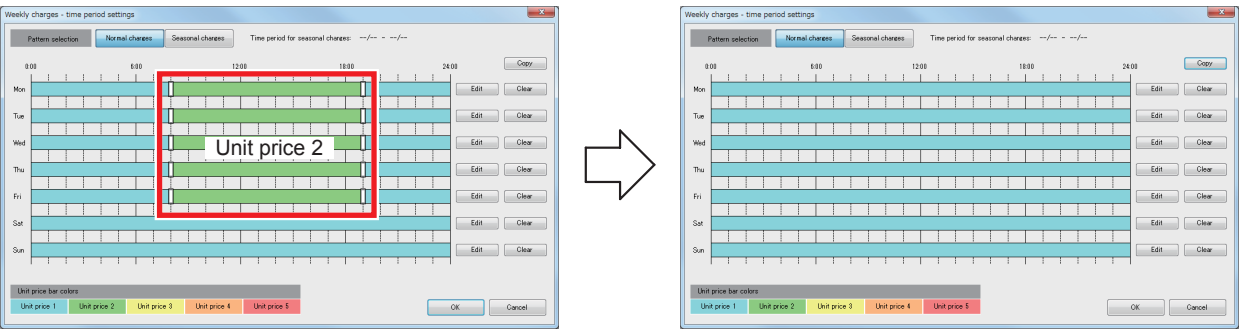 Weekly charges - time period settings
Pattern selection Normal charges Seasonal charges Time period for seasonal charges: --/-- - --/--
Copy
0:00 6:00 12:00 18:00 24:00
Mon Edit Clear
Tue Edit Clear
Wed Unit price 2 Edit Clear
Thu Edit Clear
Fri Edit Clear
Sat Edit Clear
Sun Edit Clear
Unit price bar colors
Unit price 1 Unit price 2 Unit price 3 Unit price 4 Unit price 5 OK Cancel
Weekly charges - time period settings
Pattern selection Normal charges Seasonal charges Time period for seasonal charges: --/-- - --/--
Copy
0:00 6:00 12:00 18:00 24:00
Mon Edit Clear
Tue Edit Clear
Wed Edit Clear
Thu Edit Clear
Fri Edit Clear
Sat Edit Clear
Sun Edit Clear
Unit price bar colors
Unit price 1 Unit price 2 Unit price 3 Unit price 4 Unit price 5 OK Cancel